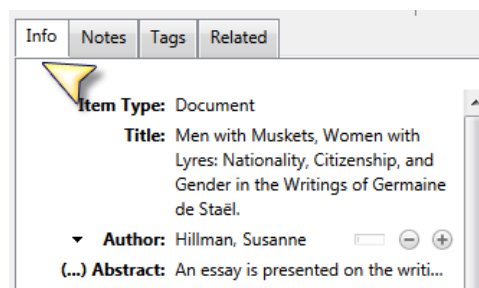 Info Notes Tags Related
Item Type: Document
Title: Men with Muskets, Women with
Lyres: Nationality, Citizenship, and
Gender in the Writings of Germaine
de Staël.
Author: Hillman, Susanne
(...) Abstract: An essay is presented on the writi...